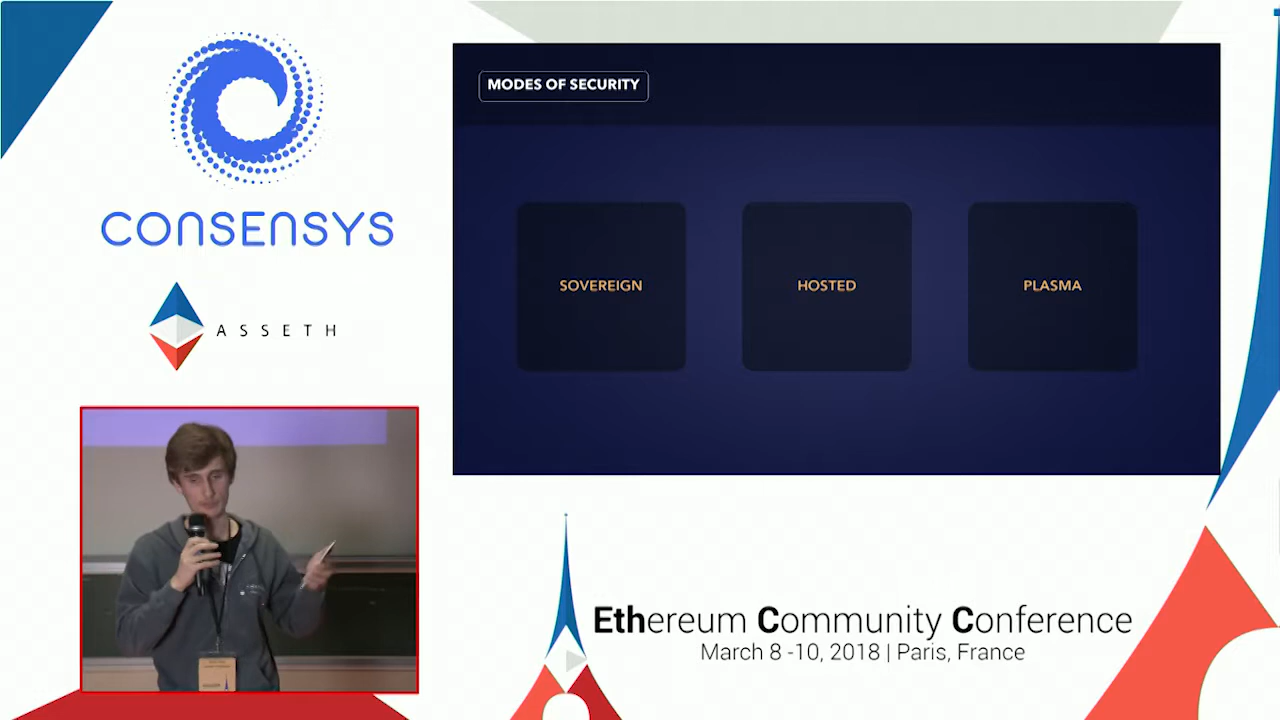 CONSENSYS
ASSETH
MODES OF SECURITY
SOVEREIGN
HOSTED
PLASMA
Ethereum Community Conference
March 8 -10, 2018 | Paris, France